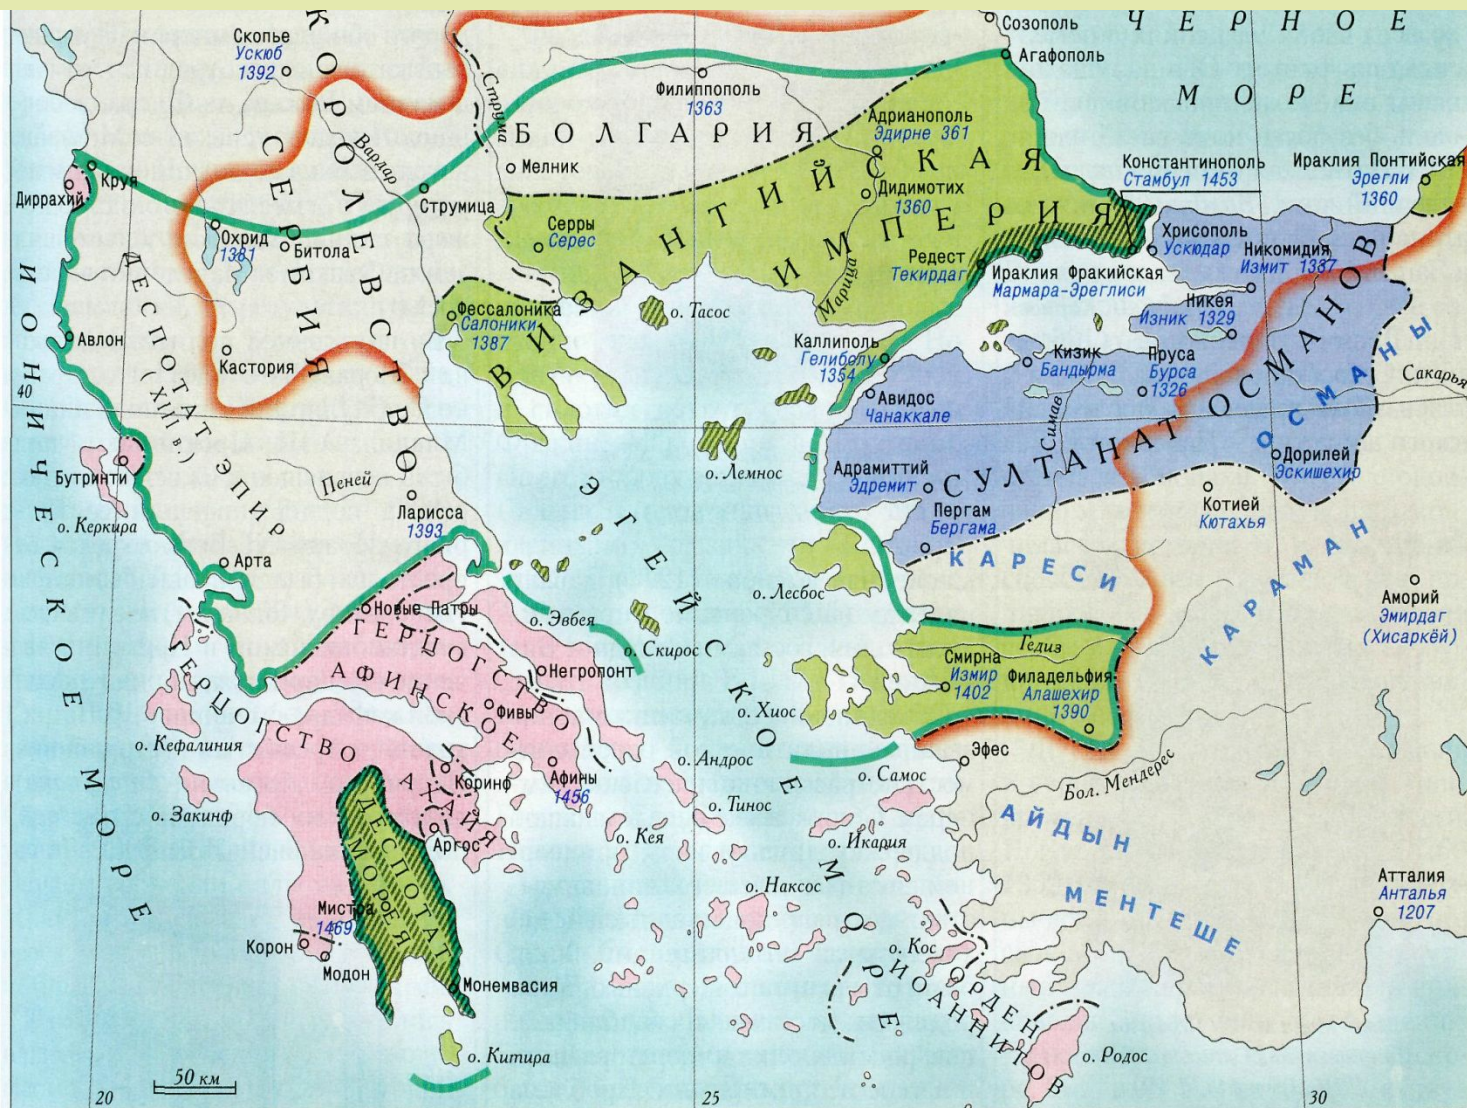 ЧЕРНОЕ
МОРЕ
Созополь
Агафополь
Скопье
Ускюб
1392
КОРОЛЕВСТВО
СЕРБИЯ
Струма
Вардар
Филиппополь
1363
БОЛГАРИЯ
Мелник
Адрианополь
Эдирне 361
ВИЗАНТИЙСКАЯ
ИМПЕРИЯ
Дидимотих
1360
Константинополь
Стамбул 1453
Ираклия Понтийская
Эрегли
1360
Круя
Диррахий
Струмица
Охрид
1381
Битола
Серры
Серес
Редест
Текирдаг
Ираклия Фракийская
Мармара-Эреглиси
Хрисополь
Ускюдар
Никомидия
Измит 1337
Никея
Изник 1329
Марица
Фессалоника
Салоники
1387
о. Тасос
Авлон
Кастория
ДЕСПОТАТ
(XIII в.)
ЭПИР
Каллиполь
Гелиболу
1354
Кизик
Бандырма
Пруса
Бурса
1326
СУЛТАНАТ ОСМАНОВ
ОСМАНЫ
Сакарья
40
Авидос
Чанаккале
Симав
Дорилей
Эскишехир
Бутринти
о. Керкира
Пеней
Ларисса
1393
о. Лемнос
Адрамиттий
Эдремит
Пергам
Бергама
Котией
Кютахья
ИОНИЧЕСКОЕ МОРЕ
ЭГЕЙСКОЕ МОРЕ
КАРЕСИ
КАРАМАН
Арта
Новые Патры
о. Лесбос
Аморий
Эмирдаг
(Хисаркёй)
о. Эвбея
о. Скирос
ГЕРЦОГСТВО
АФИНСКОЕ
Негропонт
Гедиз
Смирна
Измир
1402
Филадельфия
Алашехир
1390
ГЕРЦОГСТВО АХАЙЯ
Фивы
о. Хиос
о. Кефалиния
Коринф
Афины
1456
о. Андрос
Эфес
о. Самос
Бол. Мендерес
о. Закинф
о. Тинос
Аргос
о. Кея
о. Икария
АЙДЫН
ДЕСПОТАТ
МОРЕЯ
о. Наксос
МЕНТЕШЕ
Атталия
Анталья
1207
Мистра
1469
Корон
Модон
Монемвасия
о. Кос
ОРДЕН
ИОАННИТОВ
о. Китира
о. Родос
50 км
20
25
30